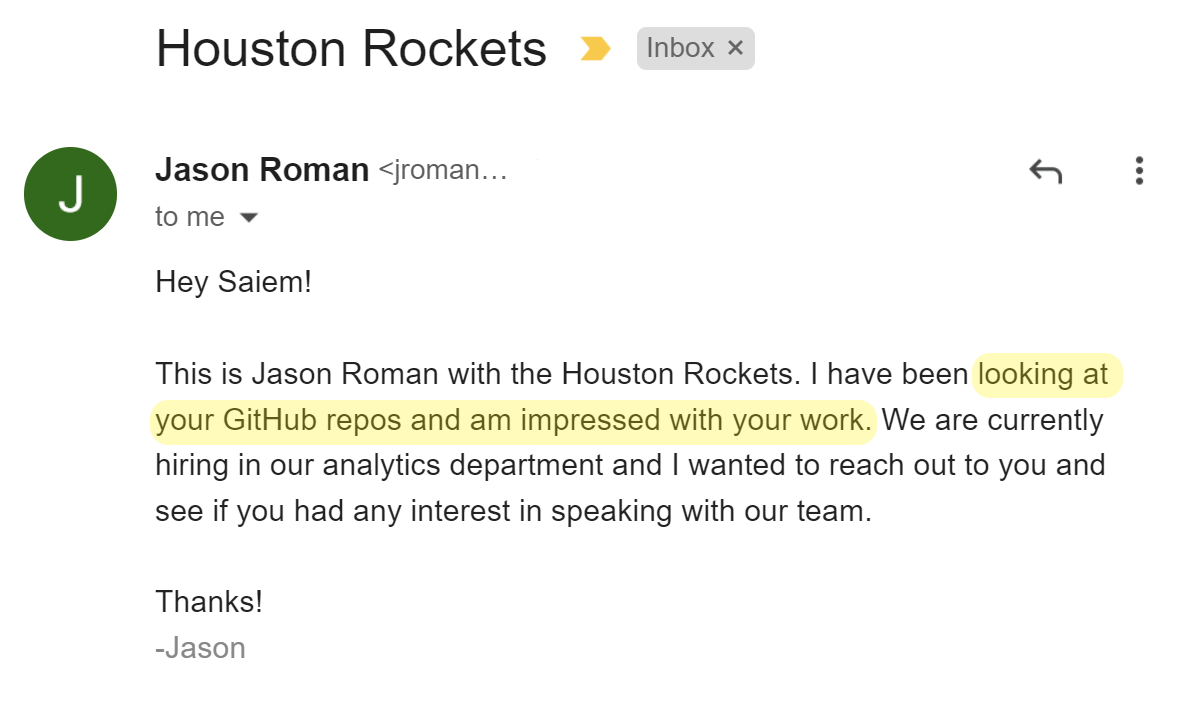 Houston Rockets Inbox ×
J
Jason Roman <jroman…
to me
Hey Saiem!
This is Jason Roman with the Houston Rockets. I have been looking at
your GitHub repos and am impressed with your work. We are currently
hiring in our analytics department and I wanted to reach out to you and
see if you had any interest in speaking with our team.
Thanks!
-Jason